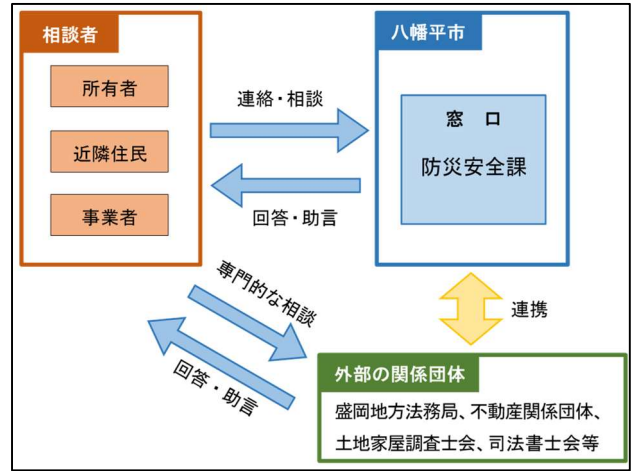 相談者
所有者
近隣住民
事業者
連絡・相談
回答・助言
八幡平市
窓　口
防災安全課
専門的な相談
回答・助言
連携
外部の関係団体
盛岡地方法務局、不動産関係団体、
土地家屋調査士会、司法書士会等